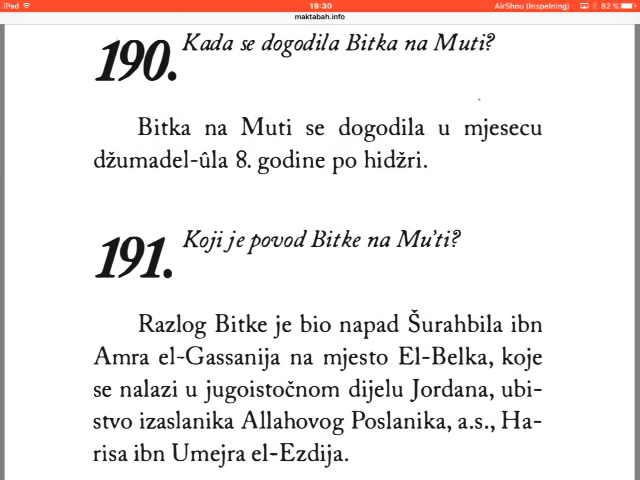 iPad 19:30 AirShou (Inspelning) 82 %
maktabah.info
190. Kada se dogodila Bitka na Muti?
Bitka na Muti se dogodila u mjesecu
džumadel-ûla 8. godine po hidžri.
191. Koji je povod Bitke na Mu'ti?
Razlog Bitke je bio napad Šurahbila ibn
Amra el-Gassanija na mjesto El-Belka, koje
se nalazi u jugoistočnom dijelu Jordana, ubi-
stvo izaslanika Allahovog Poslanika, a.s., Ha-
risa ibn Umejra el-Ezdija.